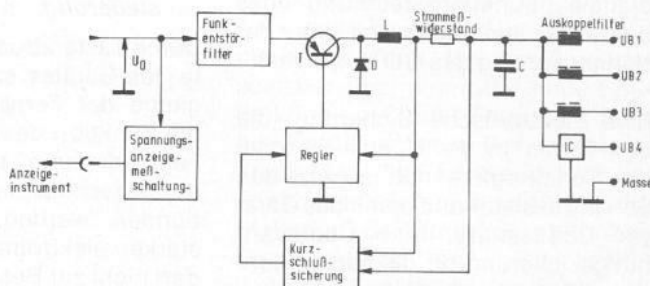 Funk-
entstör-
filter
L
Strommeß-
widerstand
Auskoppelfilter
U₀
D
C
UB1
UB2
UB3
IC
UB4
Masse
Spannungs-
anzeige-
meß-
schaltung
Anzeige-
instrument
Regler
Kurz-
schluß-
sicherung